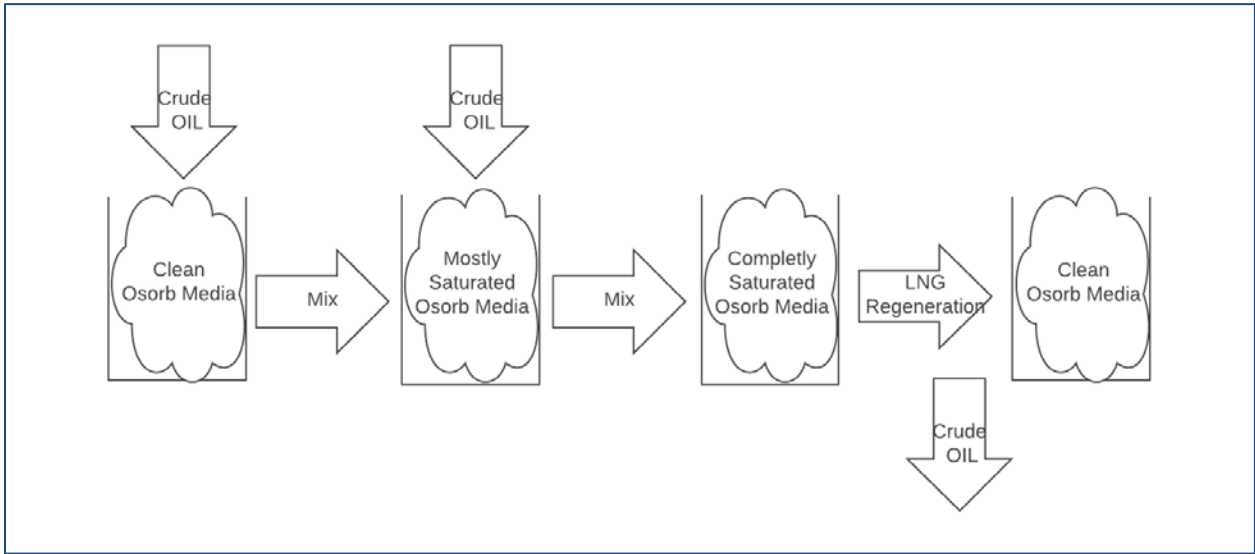 Crude
OIL
Crude
OIL
Clean
Osorb Media
Mix
Mostly
Saturated
Osorb Media
Mix
Completly
Saturated
Osorb Media
LNG
Regeneration
Clean
Osorb Media
Crude
OIL